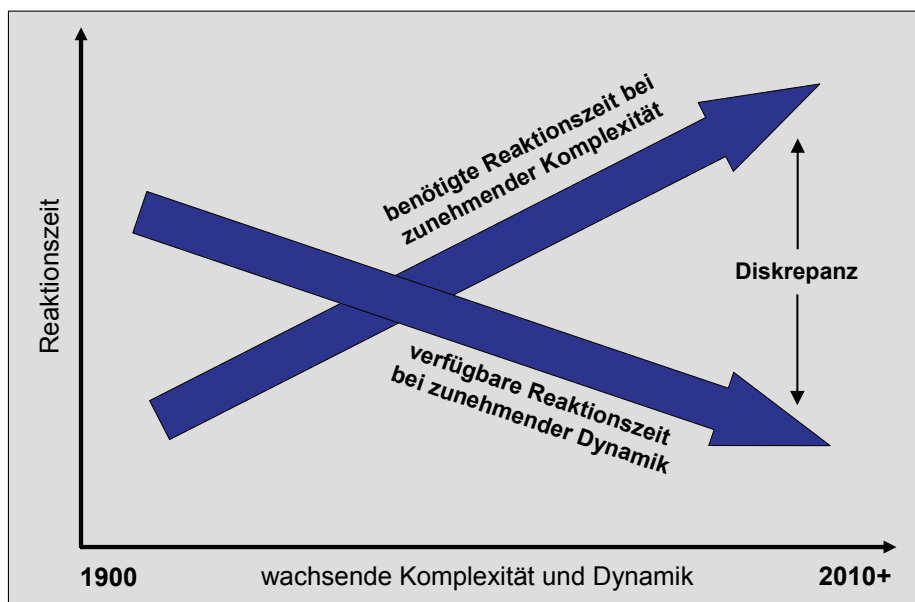 Reaktionszeit
benötigte Reaktionszeit bei
zunehmender Komplexität
Diskrepanz
verfügbare Reaktionszeit
bei zunehmender Dynamik
1900 wachsende Komplexität und Dynamik 2010+